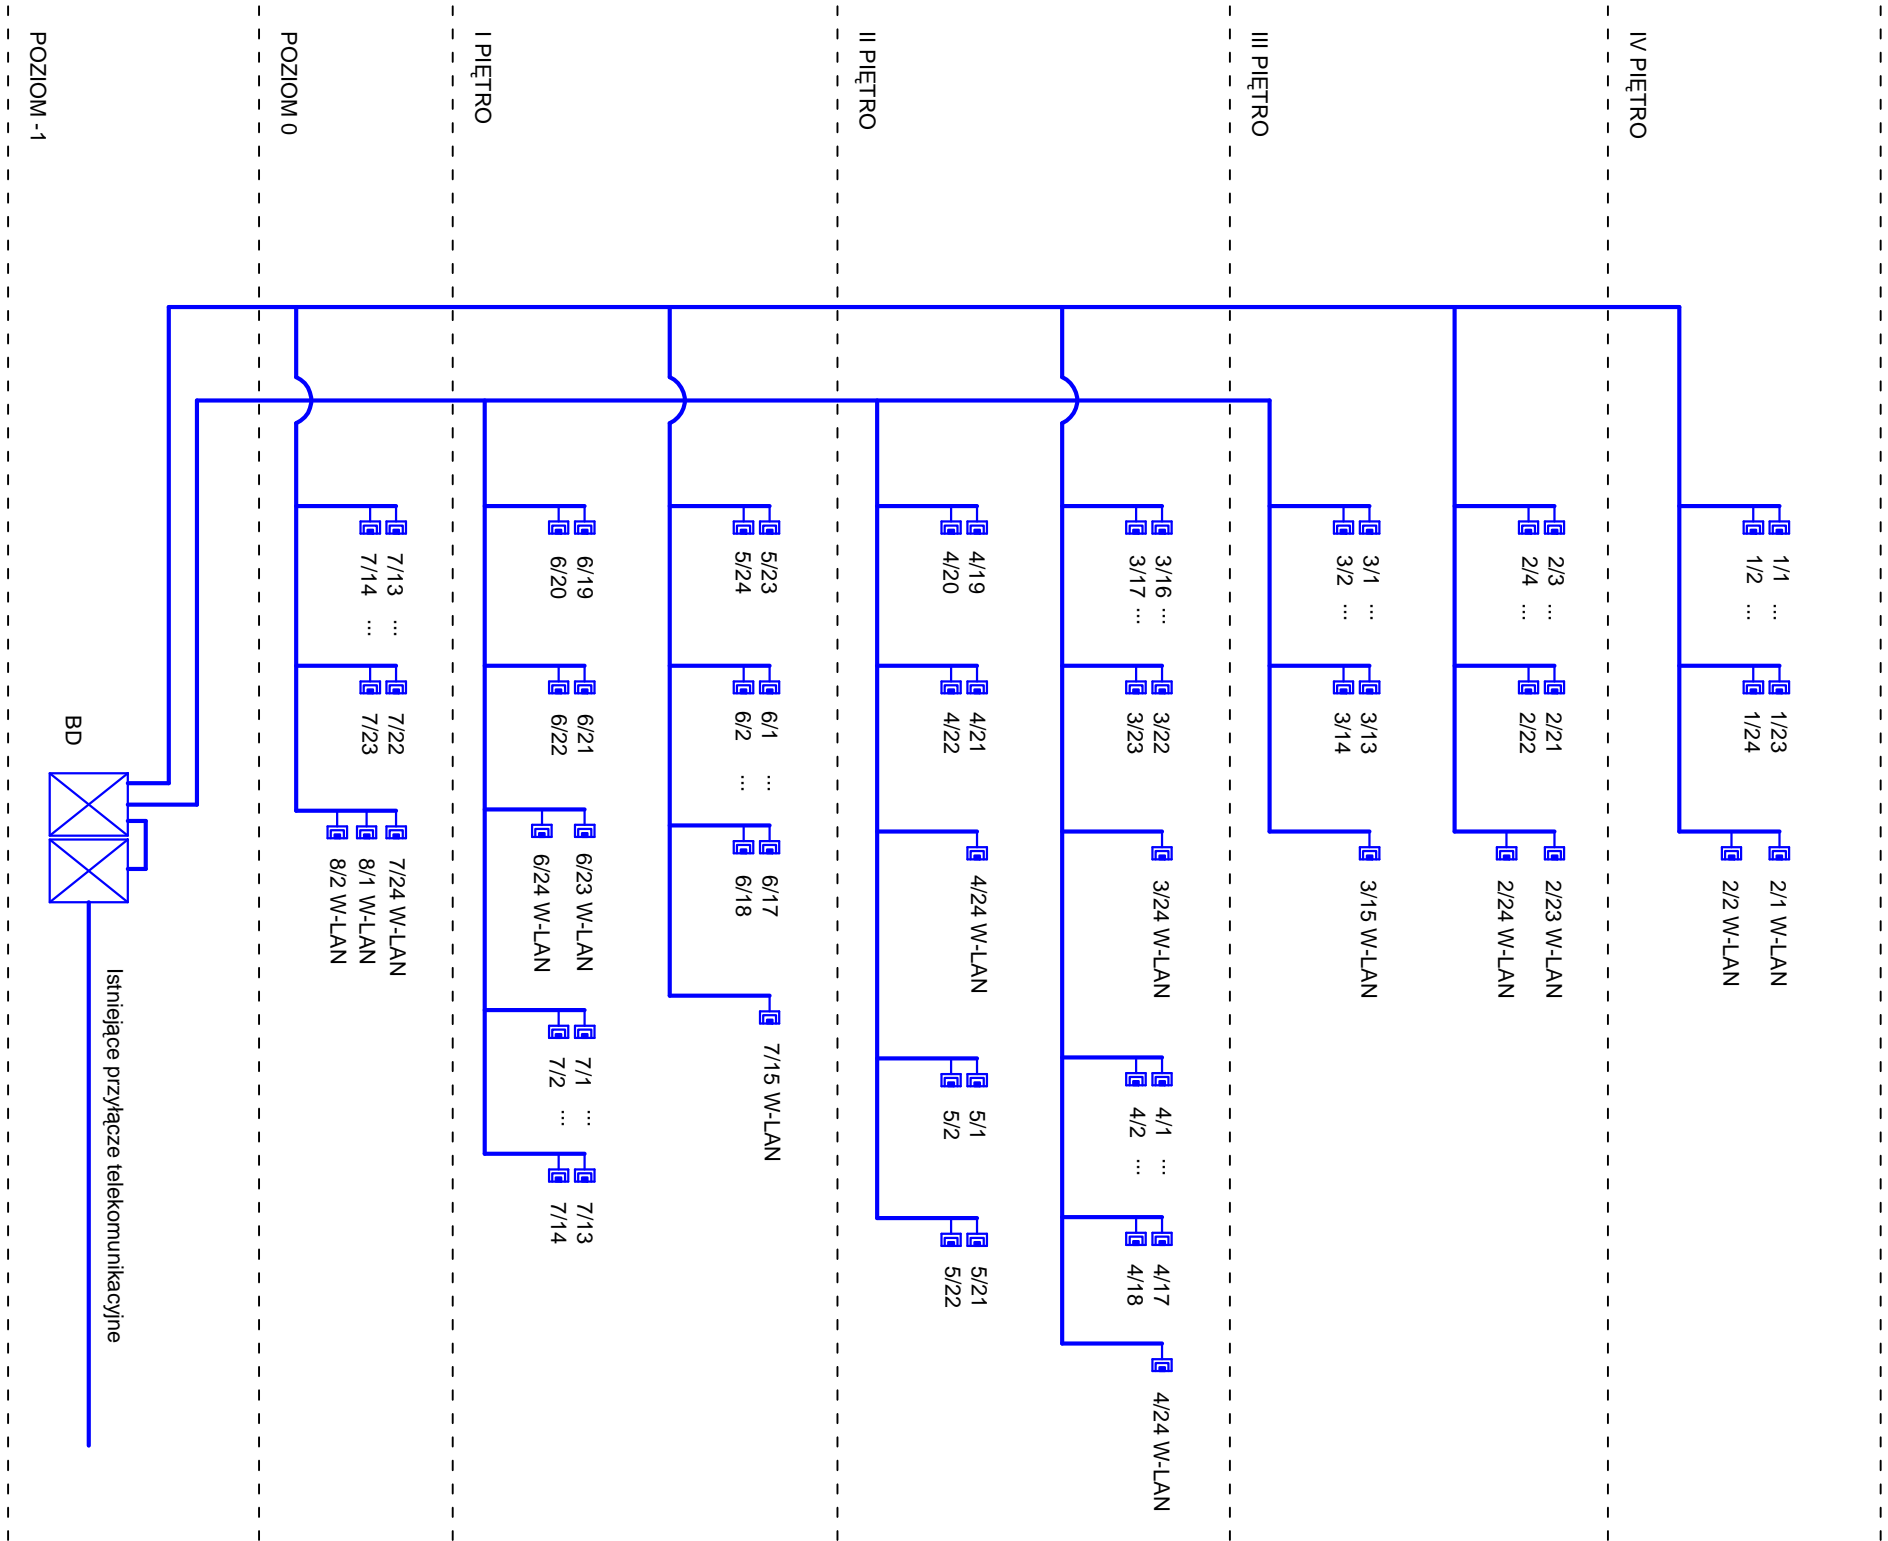 IV PIĘTRO
1/1 ...
1/2 ...
1/23
1/24
2/1 W-LAN
2/2 W-LAN
III PIĘTRO
2/3 ...
2/4 ...
2/21
2/22
2/23 W-LAN
2/24 W-LAN
3/1 ...
3/2 ...
3/13
3/14
3/15 W-LAN
II PIĘTRO
3/16 ...
3/17 ...
3/22
3/23
3/24 W-LAN
4/1 ...
4/2 ...
4/17
4/18
4/24 W-LAN
4/19
4/20
4/21
4/22
4/24 W-LAN
5/1
5/2
5/21
5/22
I PIĘTRO
5/23
5/24
6/1 ...
6/2 ...
6/17
6/18
7/15 W-LAN
6/19
6/20
6/21
6/22
6/23 W-LAN
6/24 W-LAN
7/1 ...
7/2 ...
7/13
7/14
POZIOM 0
7/13 ...
7/14 ...
7/22
7/23
7/24 W-LAN
8/1 W-LAN
8/2 W-LAN
POZIOM -1
BD
Istniejące przyłącze telekomunikacyjne